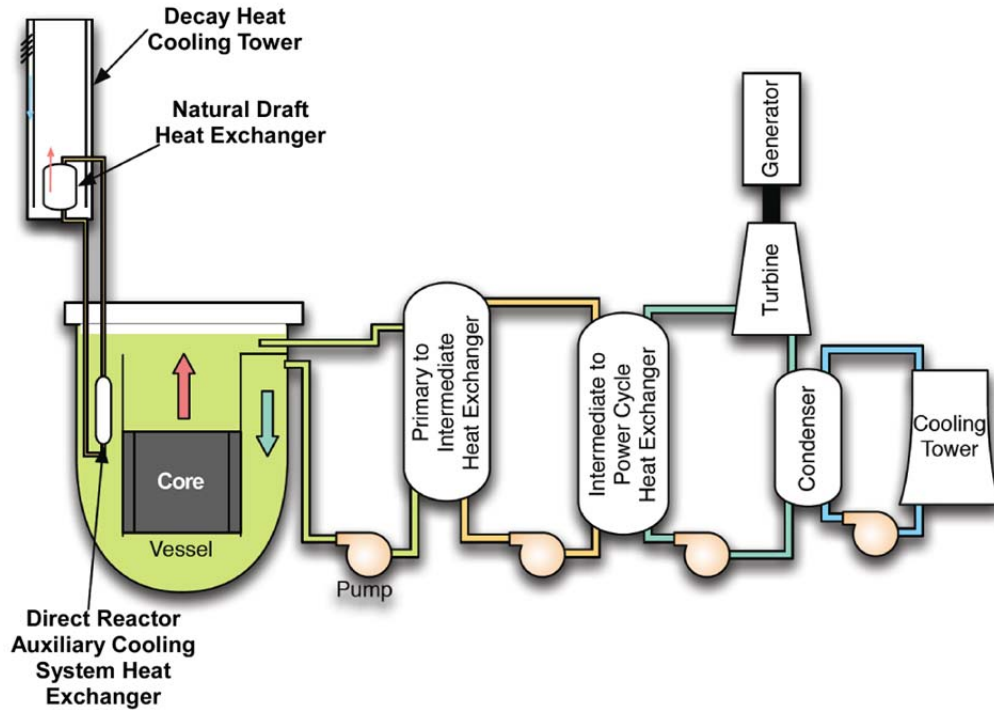 Decay Heat
Cooling Tower
Natural Draft
Heat Exchanger
Generator
Turbine
Primary to
Intermediate
Heat Exchanger
Intermediate to
Power Cycle
Heat Exchanger
Condenser
Cooling
Tower
Core
Vessel
Pump
Direct Reactor
Auxiliary Cooling
System Heat
Exchanger